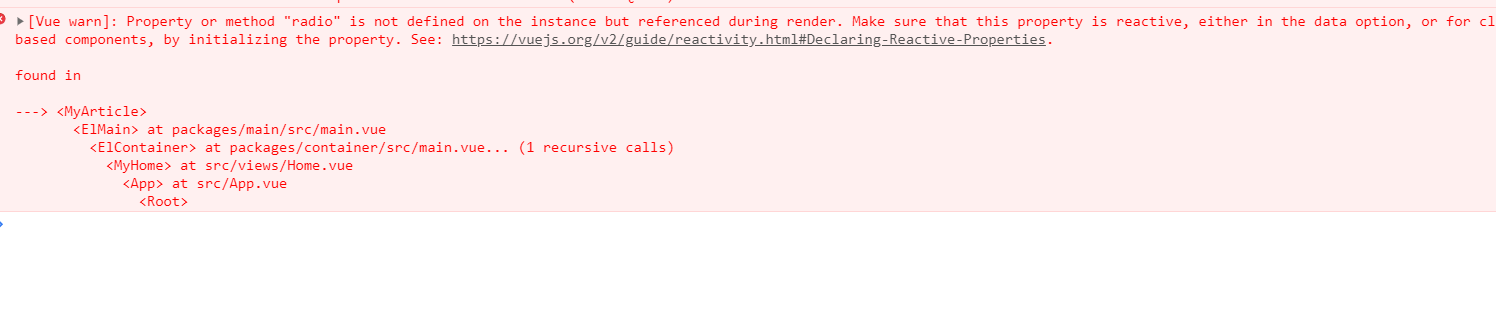 [Vue warn]: Property or method "radio" is not defined on the instance but referenced during render. Make sure that this property is reactive, either in the data option, or for cl
based components, by initializing the property. See: https://vuejs.org/v2/guide/reactivity.html#Declaring-Reactive-Properties.
found in
---> <MyArticle>
<ElMain> at packages/main/src/main.vue
<ElContainer> at packages/container/src/main.vue... (1 recursive calls)
<MyHome> at src/views/Home.vue
<App> at src/App.vue
<Root>